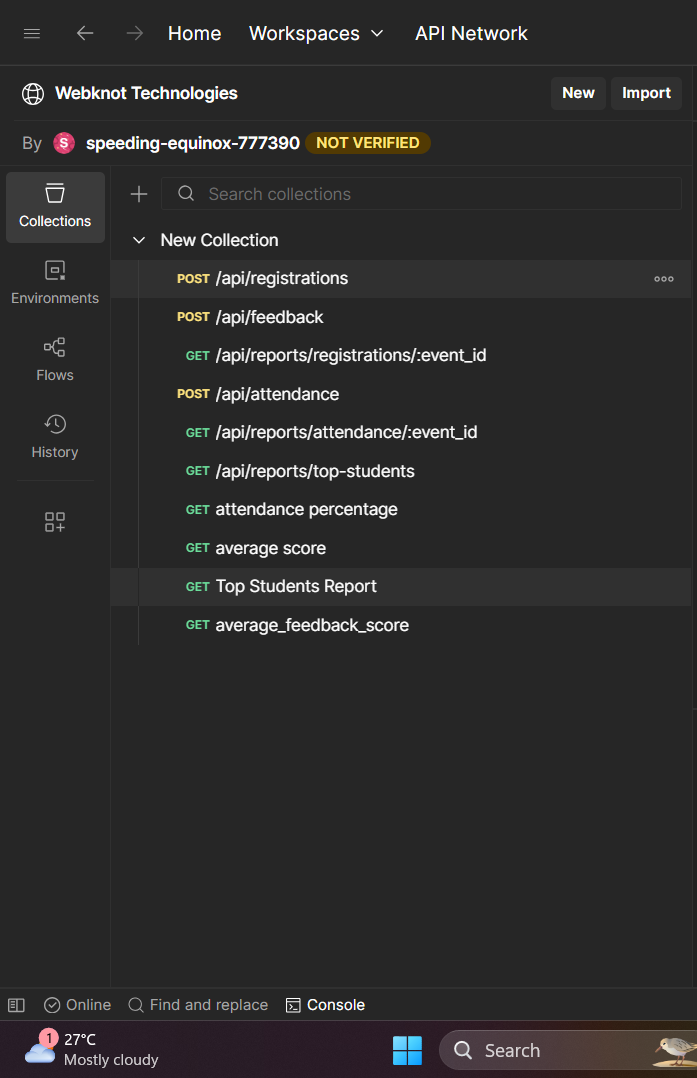 Home Workspaces API Network
Webknot Technologies New Import
By S speeding-equinox-777390 NOT VERIFIED
Collections
Environments
Flows
History
Search collections
New Collection
POST /api/registrations
POST /api/feedback
GET /api/reports/registrations/:event_id
POST /api/attendance
GET /api/reports/attendance/:event_id
GET /api/reports/top-students
GET attendance percentage
GET average score
GET Top Students Report
GET average_feedback_score
Online Find and replace Console
1 27°C
Mostly cloudy
Search